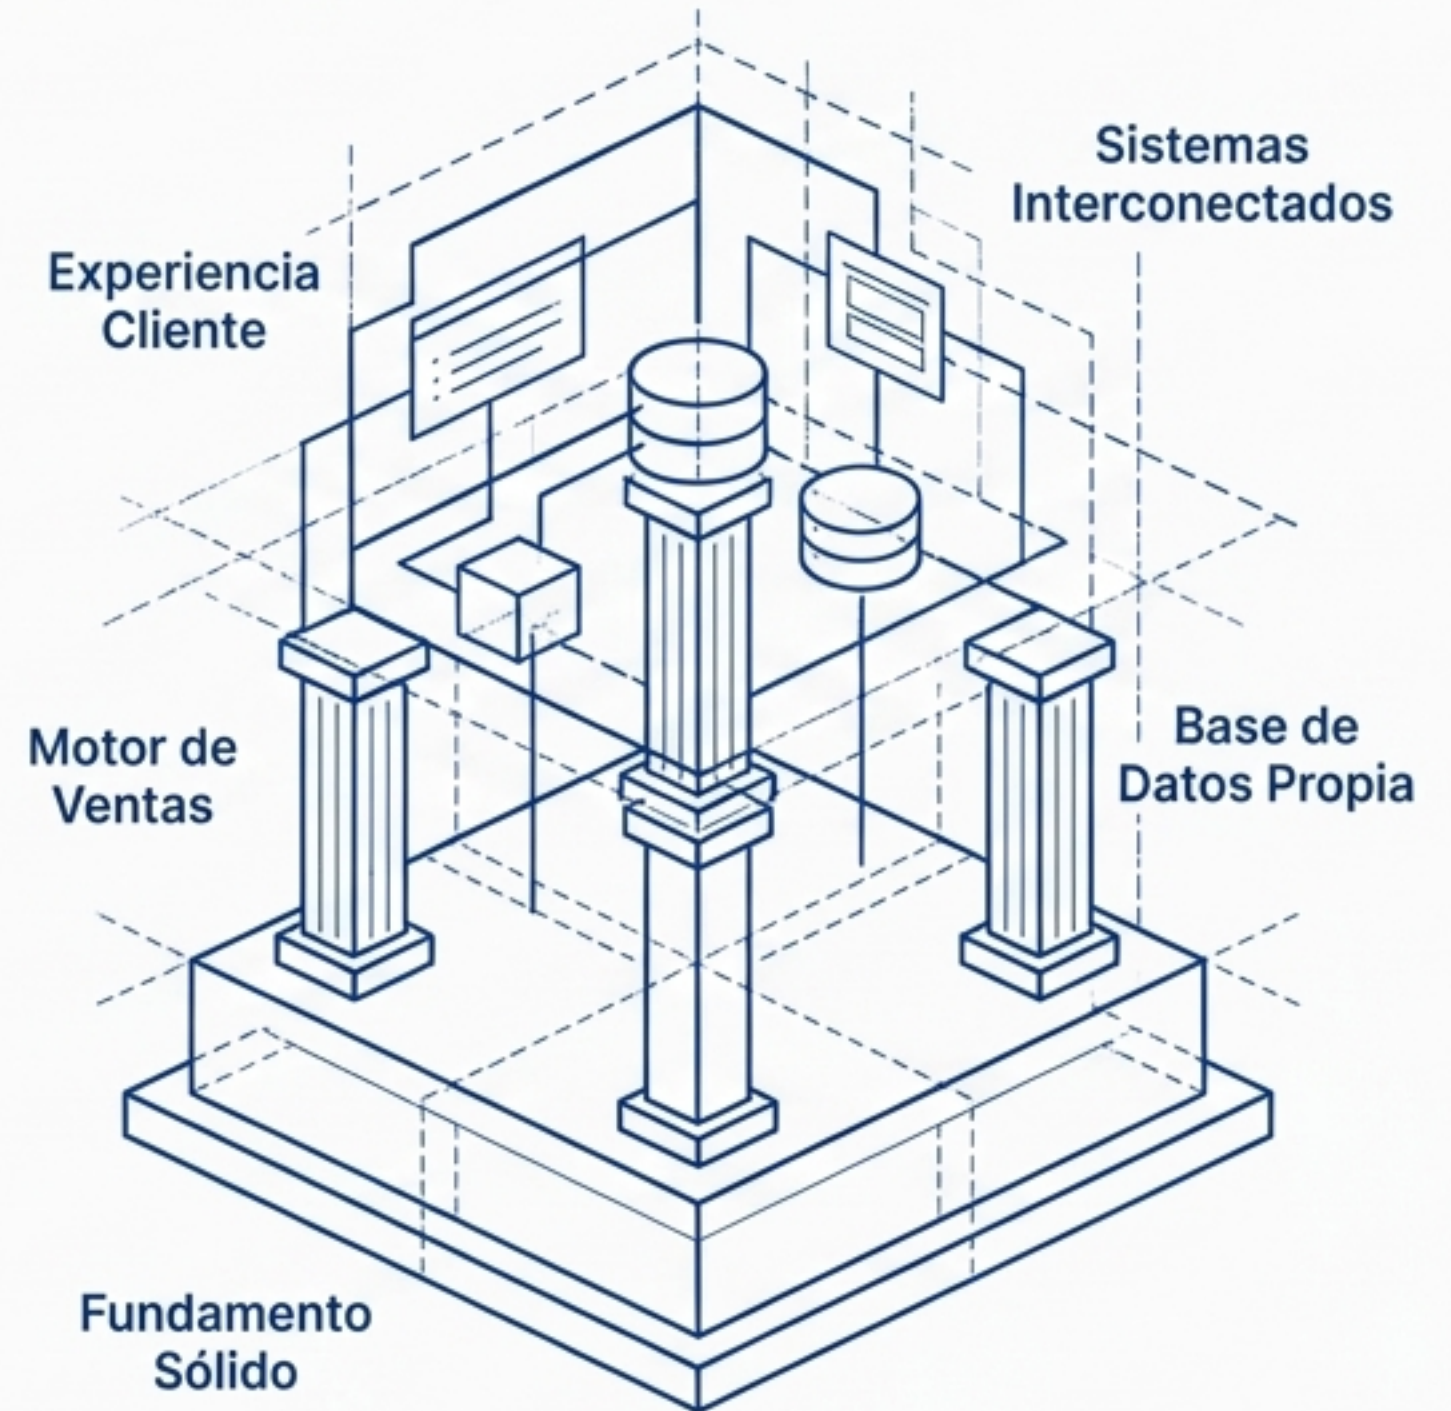 Sistemas
Interconectados
Experiencia
Cliente
Motor de
Ventas
Base de
Datos Propia
Fundamento
Sólido